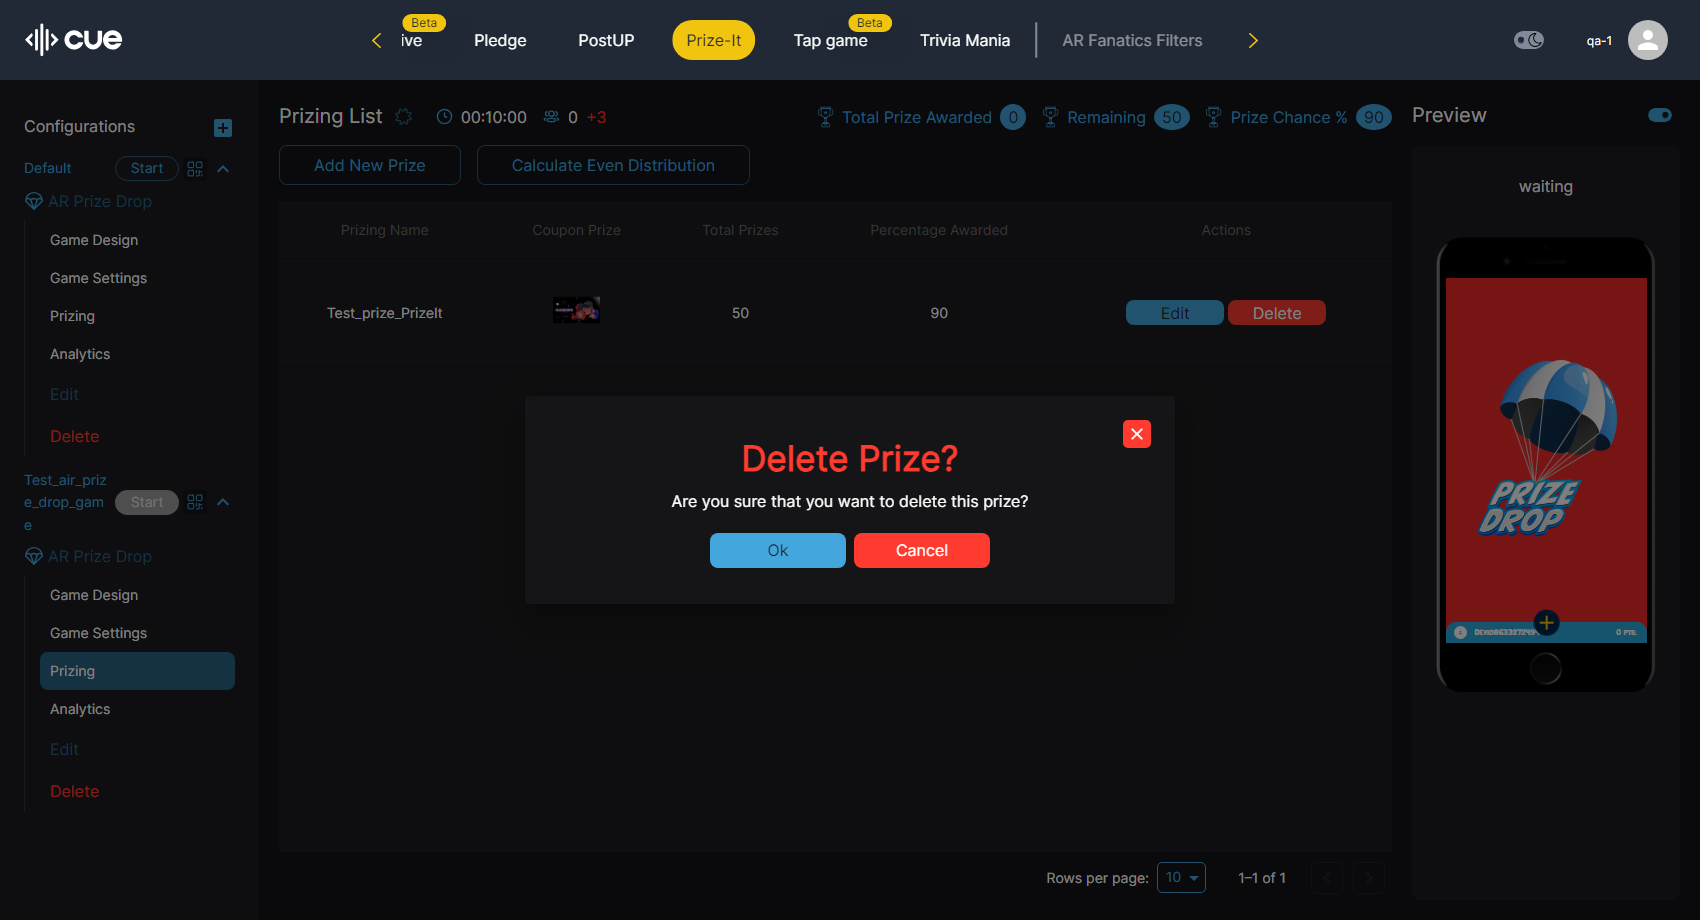 cue
Beta
ive
Pledge
PostUP
Prize-It
Beta
Tap game
Trivia Mania
AR Fanatics Filters
qa-1
Configurations
Default
Start
AR Prize Drop
Game Design
Game Settings
Prizing
Analytics
Edit
Delete
Test_air_priz
e_drop_gam
e
Start
AR Prize Drop
Game Design
Game Settings
Prizing
Analytics
Edit
Delete
Prizing List
00:10:00
0 +3
Total Prize Awarded 0
Remaining 50
Prize Chance % 90
Add New Prize
Calculate Even Distribution
Prizing Name Coupon Prize Total Prizes Percentage Awarded Actions
Test_prize_PrizeIt 50 90 Edit Delete
Delete Prize?
Are you sure that you want to delete this prize?
Ok
Cancel
Rows per page: 10 1–1 of 1
Preview
waiting
PRIZE
DROP
0 PTS.